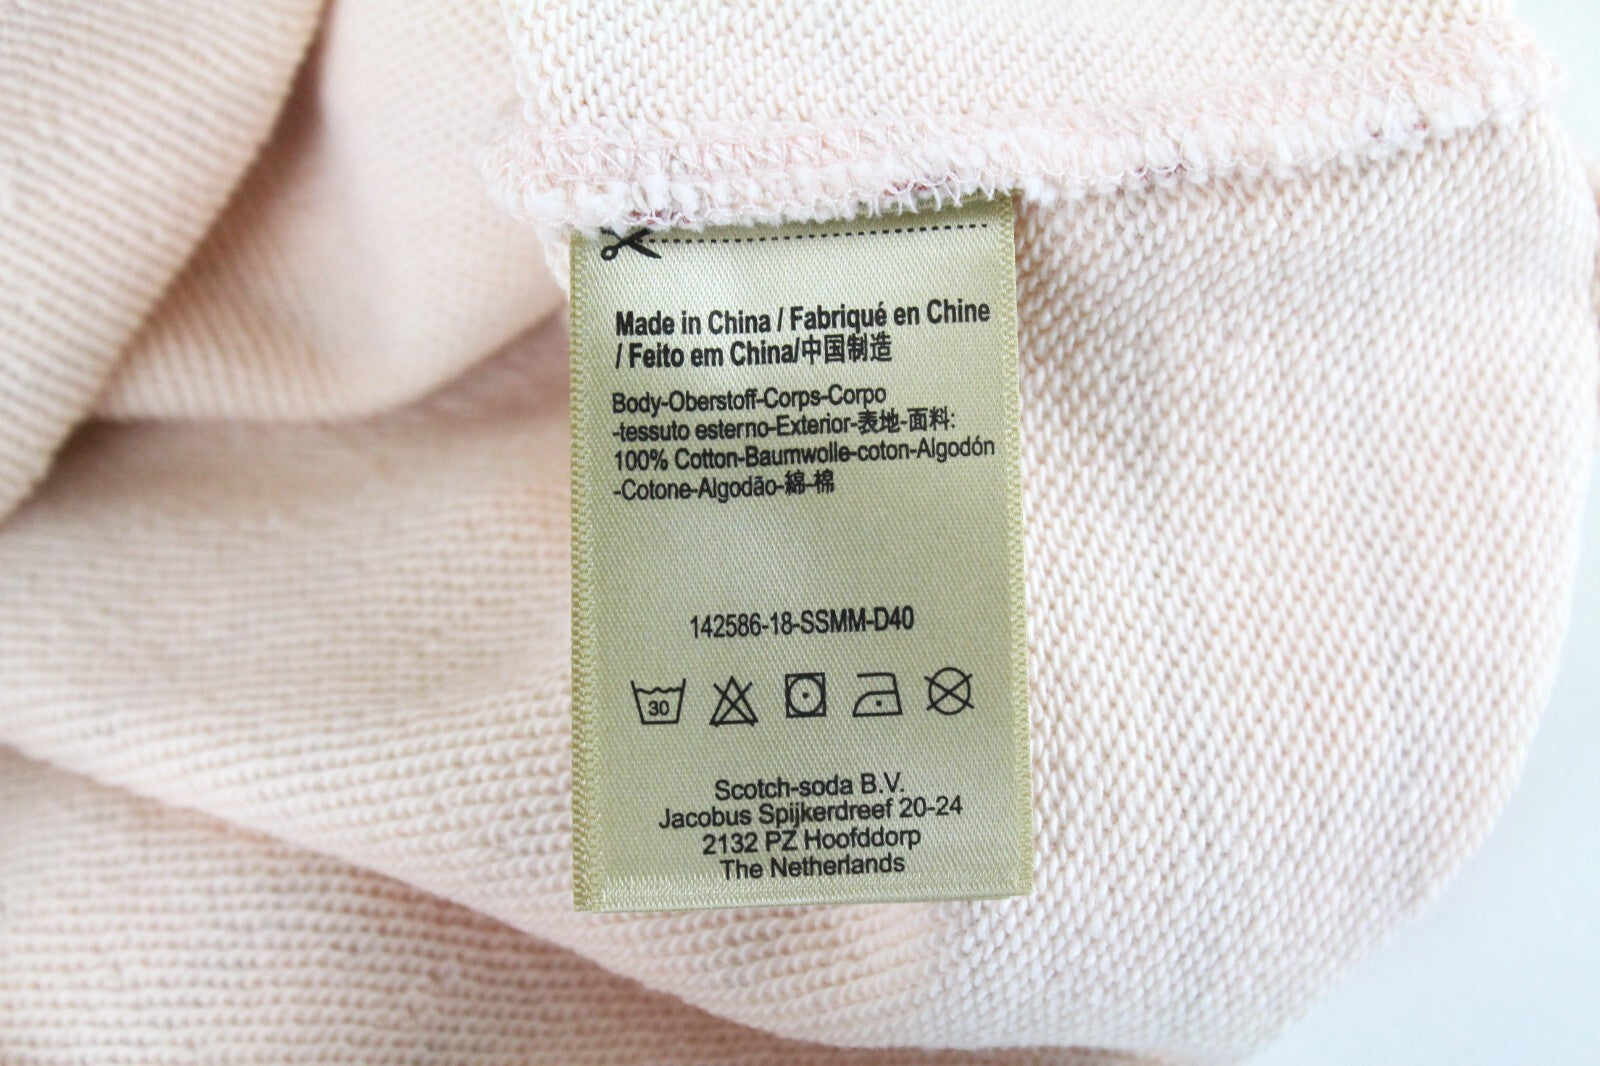 Made in China / Fabriqué en Chine
/ Feito em China/中国制造
Body-Oberstoff-Corps-Corpo
-tessuto esterno-Exterior-表地-面料:
100% Cotton-Baumwolle-coton-Algodón
-Cotone-Algodão-綿-棉
142586-18-SSMM-D40
30
Scotch-soda B.V.
Jacobus Spijkerdreef 20-24
2132 PZ Hoofddorp
The Netherlands